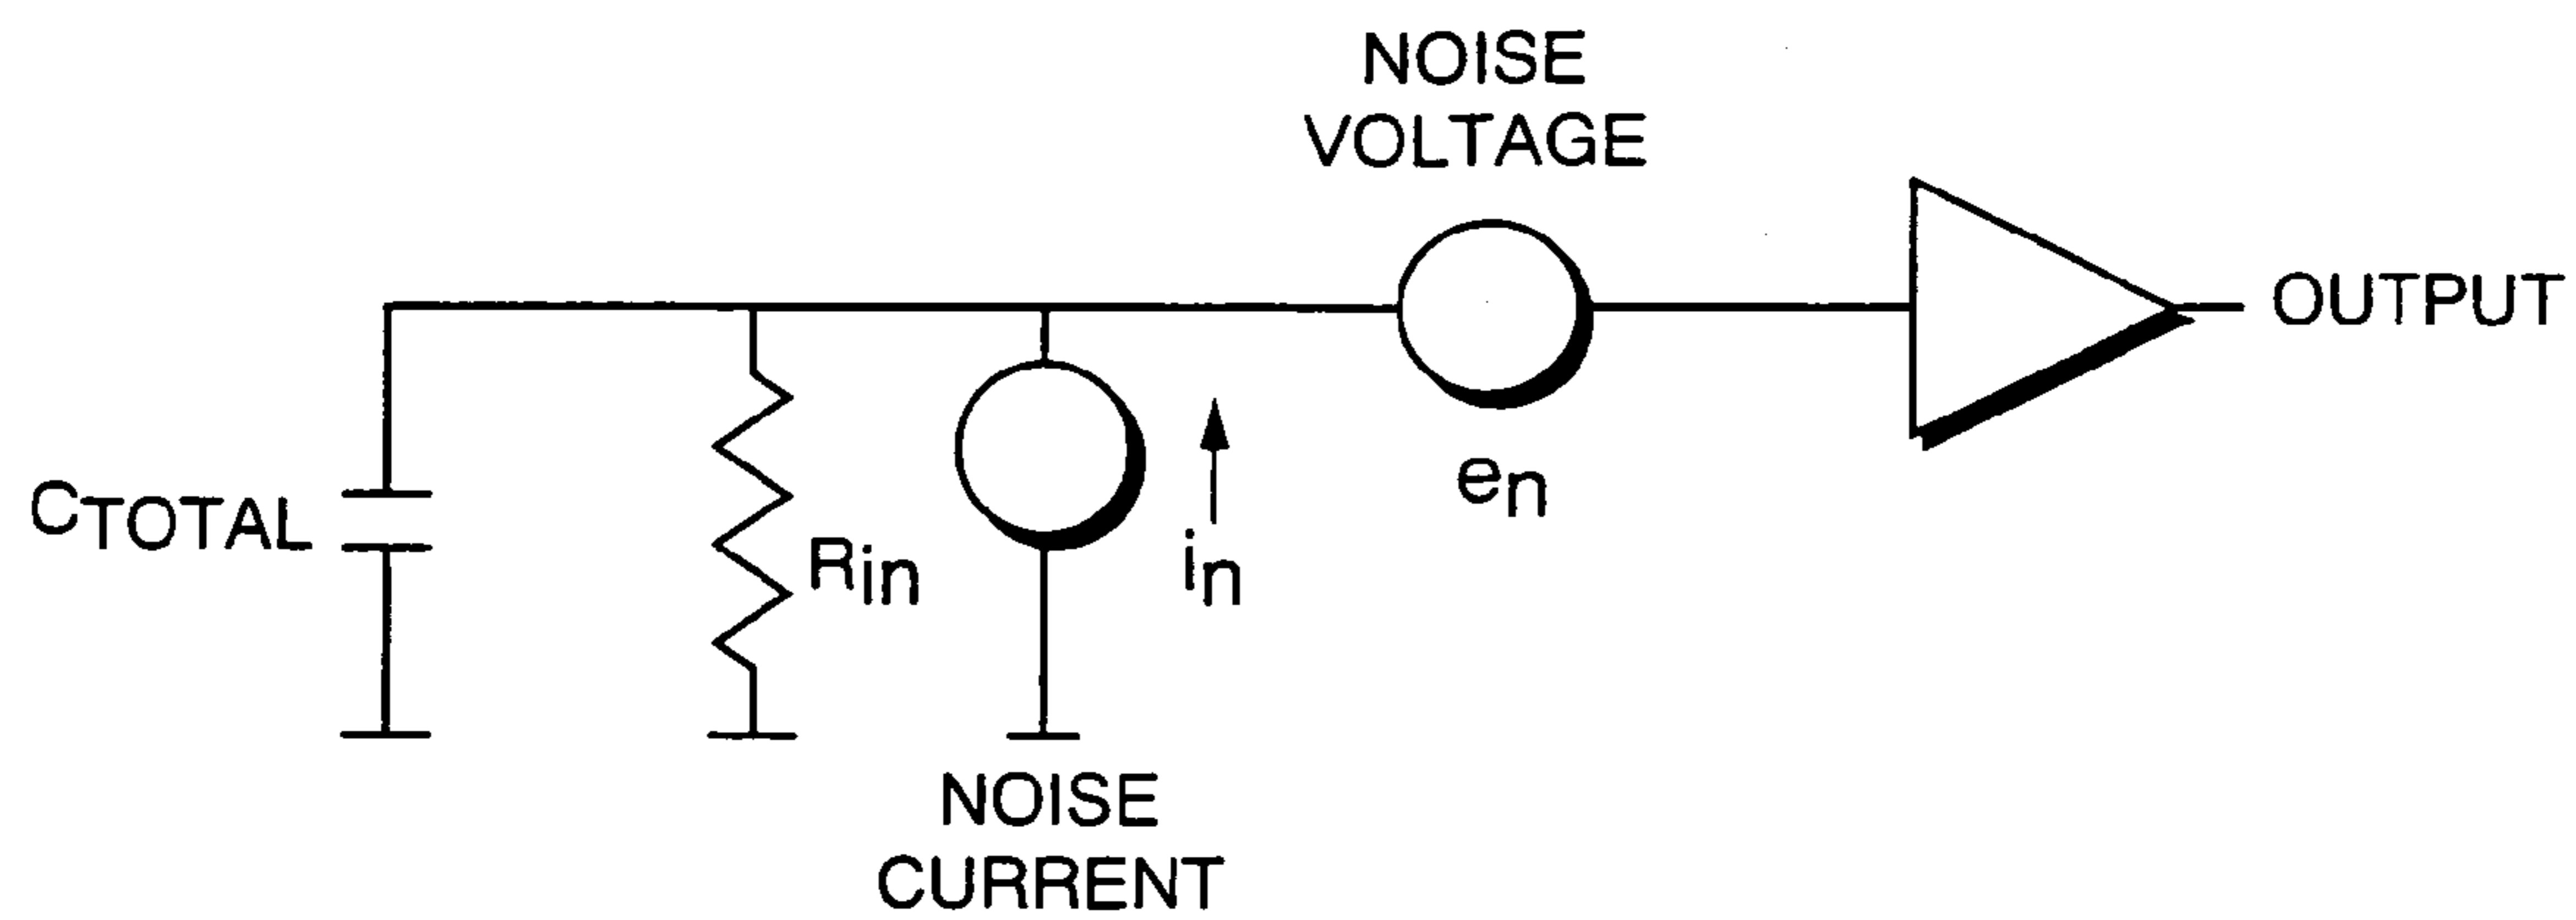 NOISE
VOLTAGE
OUTPUT
en
CTOTAL
Rin
in
NOISE
CURRENT